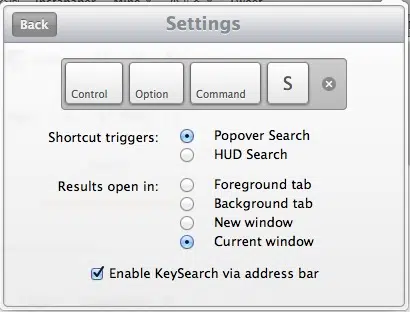 Back
Settings
Control
Option
Command
S
Shortcut triggers:
Popover Search
HUD Search
Results open in:
Foreground tab
Background tab
New window
Current window
Enable KeySearch via address bar